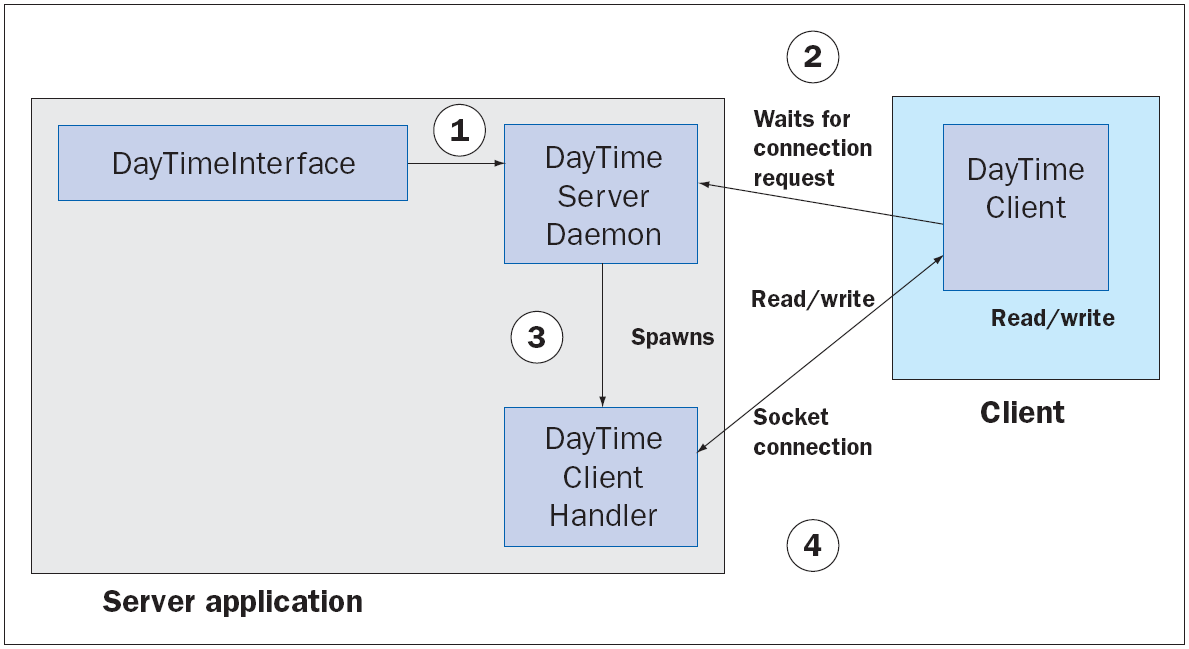 DayTimeInterface
1
DayTime
Server
Daemon
2
Waits for
connection
request
DayTime
Client
Read/write
Read/write
3
Spawns
DayTime
Client
Handler
Socket
connection
Client
4
Server application